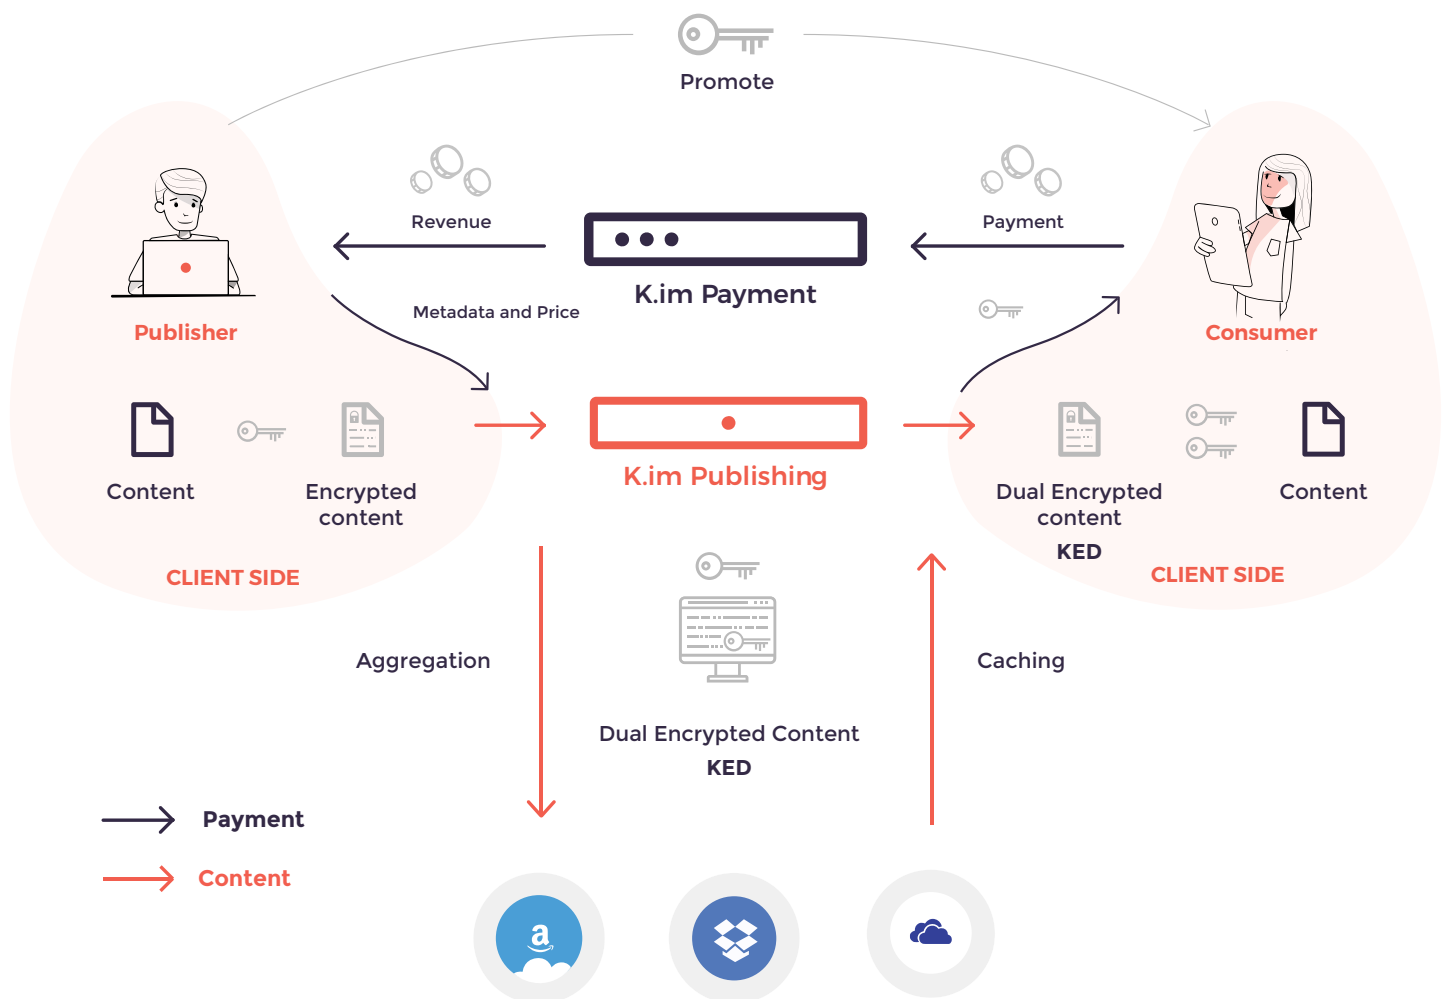 Promote
Revenue
Payment
K.im Payment
Metadata and Price
Publisher
Consumer
K.im Publishing
Content
Encrypted
content
Dual Encrypted
content
KED
Content
CLIENT SIDE
CLIENT SIDE
Aggregation
Caching
Dual Encrypted Content
KED
Payment
Content
a